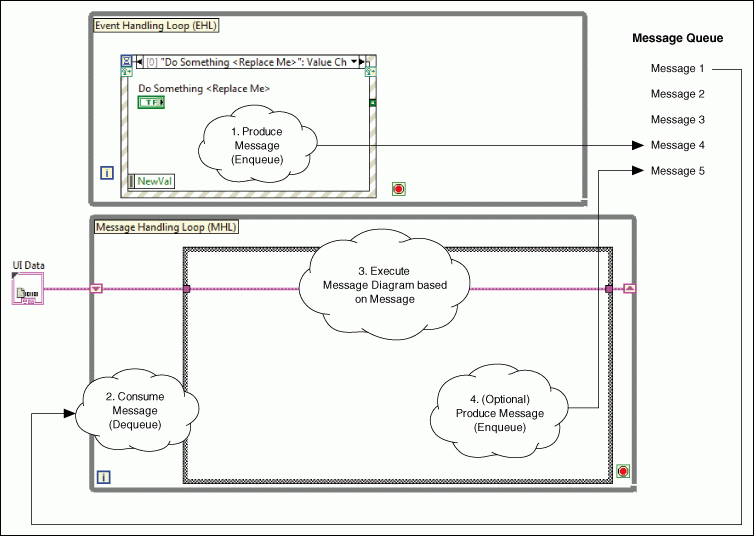 Event Handling Loop (EHL)
[0] "Do Something <Replace Me>": Value Ch
Do Something <Replace Me>
TF
1. Produce
Message
(Enqueue)
i
NewVal
Message Queue
Message 1
Message 2
Message 3
Message 4
Message 5
Message Handling Loop (MHL)
UI Data
3. Execute
Message Diagram based
on Message
2. Consume
Message
(Dequeue)
4. (Optional)
Produce Message
(Enqueue)
i